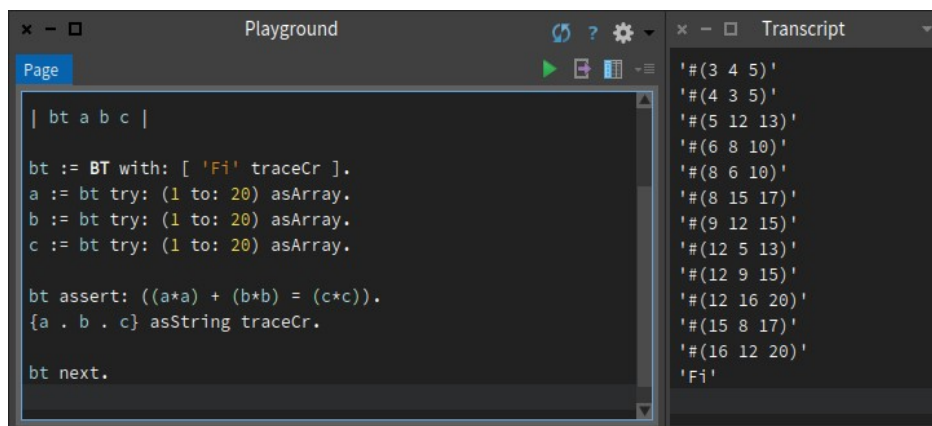 Playground
?
Page
| bt a b c |
bt := BT with: [ 'Fi' traceCr ].
a := bt try: (1 to: 20) asArray.
b := bt try: (1 to: 20) asArray.
c := bt try: (1 to: 20) asArray.
bt assert: ((a*a) + (b*b) = (c*c)).
{a . b . c} asString traceCr.
bt next.
Transcript
'#(3 4 5)'
'#(4 3 5)'
'#(5 12 13)'
'#(6 8 10)'
'#(8 6 10)'
'#(8 15 17)'
'#(9 12 15)'
'#(12 5 13)'
'#(12 9 15)'
'#(12 16 20)'
'#(15 8 17)'
'#(16 12 20)'
'Fi'